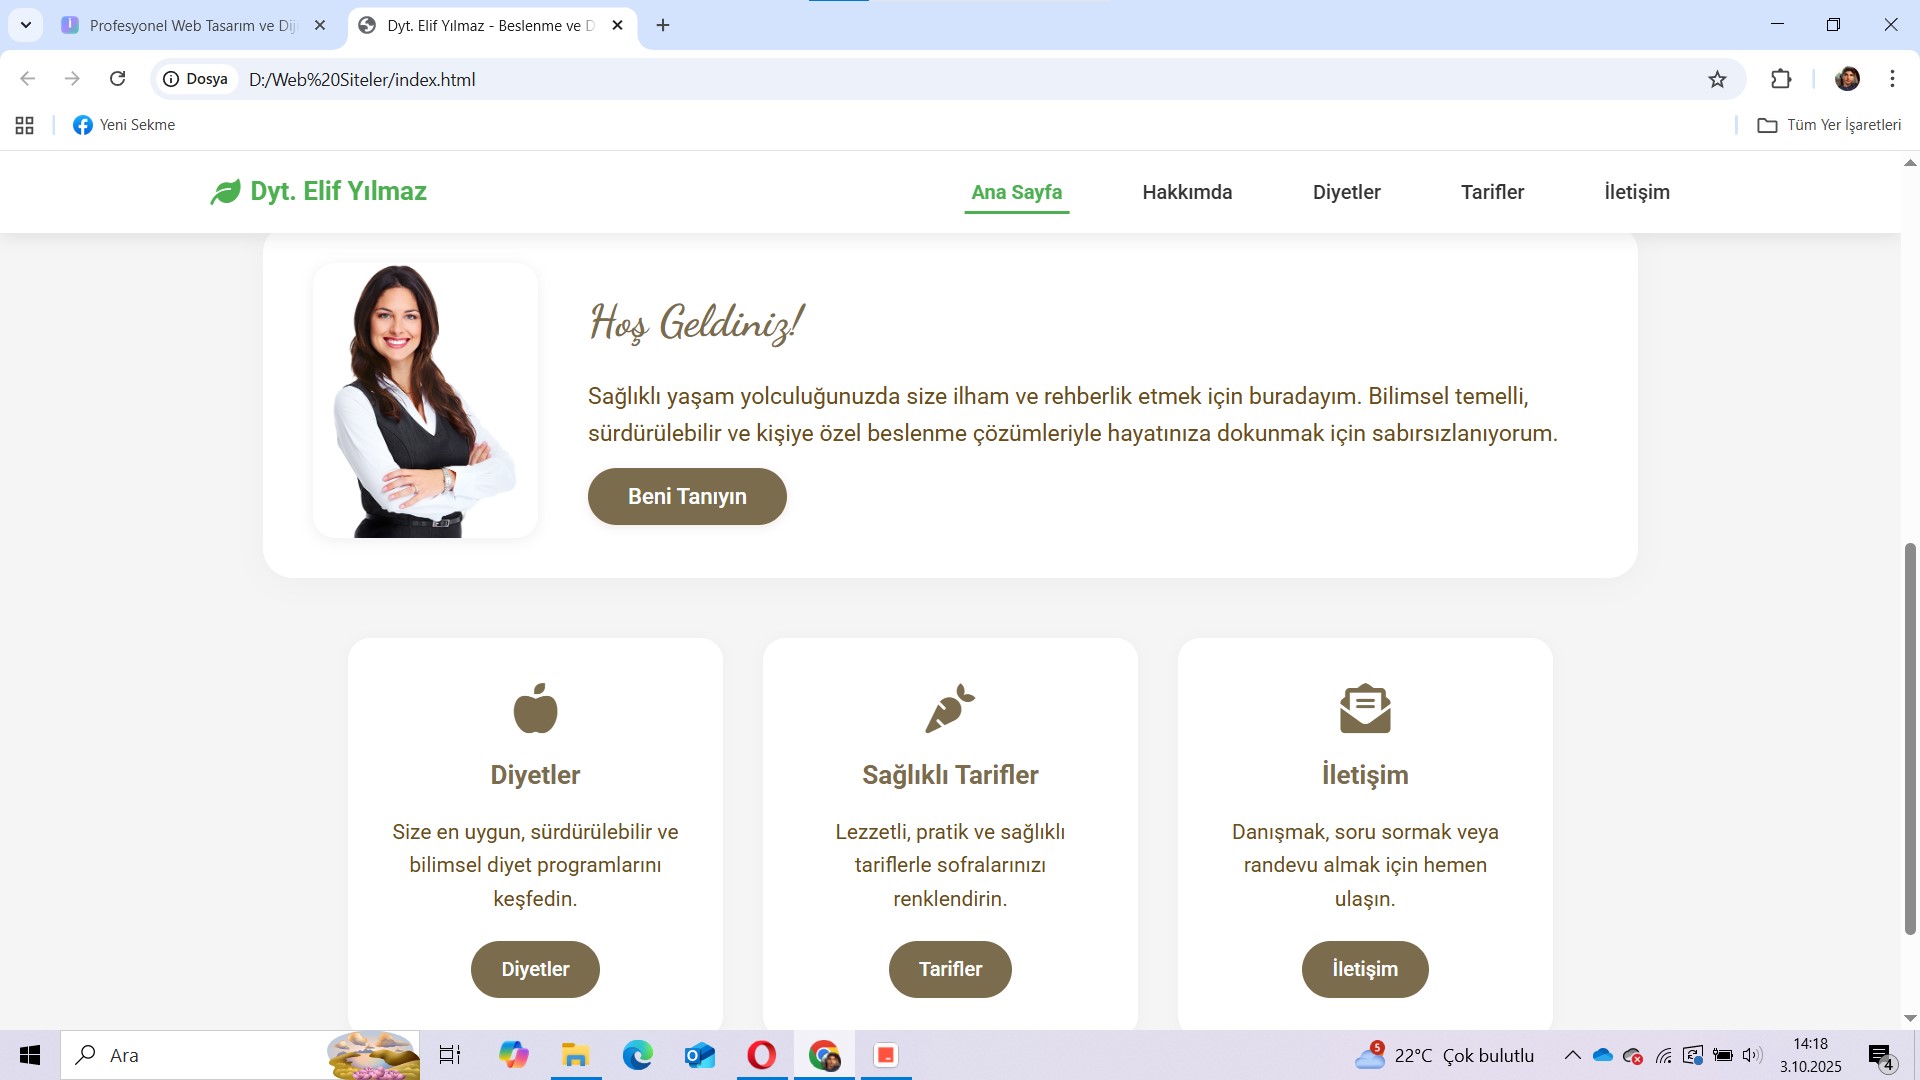 Profesyonel Web Tasarım ve Dij
Dyt. Elif Yılmaz - Beslenme ve D
Dosya
D:/Web%20Siteler/index.html
Yeni Sekme
Tüm Yer İşaretleri
Dyt. Elif Yılmaz
Ana Sayfa
Hakkımda
Diyetler
Tarifler
İletişim
Hoş Geldiniz!
Sağlıklı yaşam yolculuğunuzda size ilham ve rehberlik etmek için buradayım. Bilimsel temelli,
sürdürülebilir ve kişiye özel beslenme çözümleriyle hayatınıza dokunmak için sabırsızlanıyorum.
Beni Tanıyın
Diyetler
Size en uygun, sürdürülebilir ve
bilimsel diyet programlarını
keşfedin.
Diyetler
Sağlıklı Tarifler
Lezzetli, pratik ve sağlıklı
tariflerle sofralarınızı
renklendirin.
Tarifler
İletişim
Danışmak, soru sormak veya
randevu almak için hemen
ulaşın.
İletişim
Ara
5
22°C Çok bulutlu
14:18
3.10.2025
4